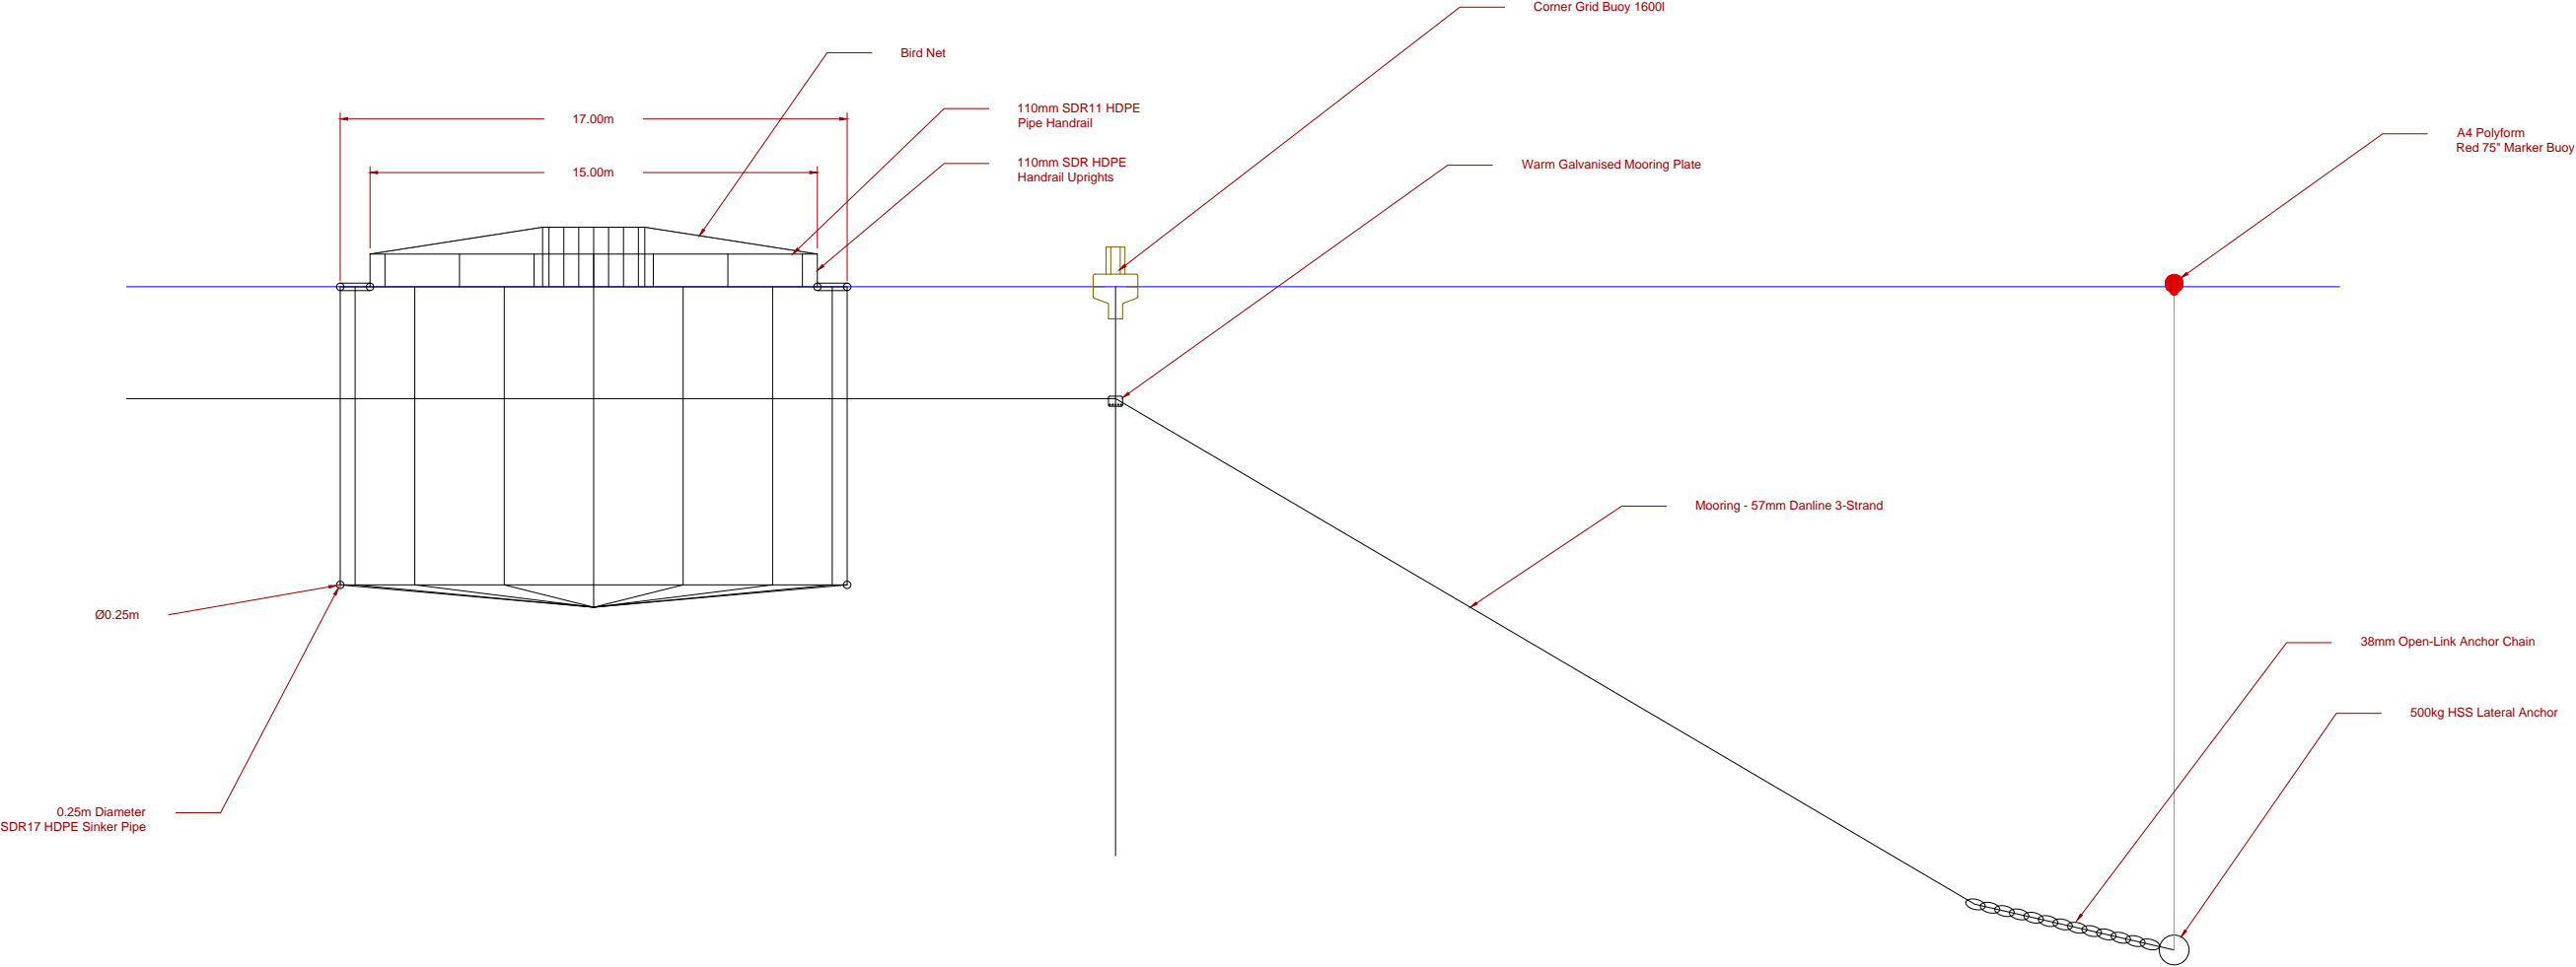 Corner Grid Buoy 1600l
Bird Net
110mm SDR11 HDPE
Pipe Handrail
17.00m
A4 Polyform
Red 75" Marker Buoy
110mm SDR HDPE
Handrail Uprights
Warm Galvanised Mooring Plate
15.00m
Mooring - 57mm Danline 3-Strand
Ø0.25m
38mm Open-Link Anchor Chain
500kg HSS Lateral Anchor
0.25m Diameter
SDR17 HDPE Sinker Pipe